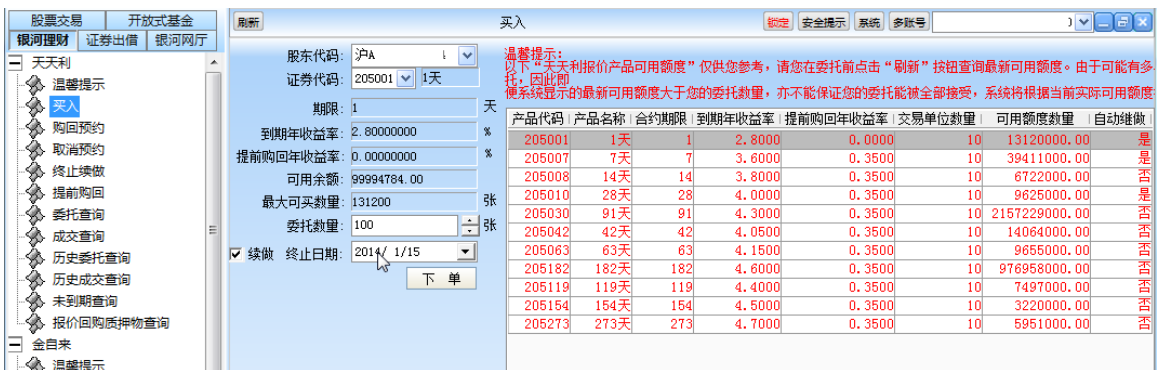 股票交易 开放式基金
银河理财 证券出借 银河网厅
天天利
温馨提示
买入
购回预约
取消预约
终止续做
提前购回
委托查询
成交查询
历史委托查询
历史成交查询
未到期查询
报价回购质押物查询
金自来
温馨提示
刷新 买入 锁定 安全提示 系统 多账号
股东代码: 沪A
证券代码: 205001 1天
期限: 1 天
到期年收益率: 2.80000000 %
提前购回年收益率: 0.00000000 %
可用余额: 99994784.00
最大可买数量: 131200 张
委托数量: 100 张
续做 终止日期: 2014/ 1/15
下 单
温馨提示:
以下“天天利报价产品可用额度”仅供您参考，请您在委托前点击“刷新”按钮查询最新可用额度。由于可能有多
托，因此即
便系统显示的最新可用额度大于您的委托数量，亦不能保证您的委托能被全部接受，系统将根据当前实际可用额度
产品代码 产品名称 合约期限 到期年收益率 提前购回年收益率 交易单位数量 可用额度数量 自动继做
205001 1天 1 2.8000 0.0000 10 13120000.00 是
205007 7天 7 3.6000 0.3500 10 39411000.00 是
205008 14天 14 3.8000 0.3500 10 6722000.00 否
205010 28天 28 4.0000 0.3500 10 9625000.00 是
205030 91天 91 4.3000 0.3500 10 2157229000.00 否
205042 42天 42 4.0500 0.3500 10 14064000.00 否
205063 63天 63 4.1500 0.3500 10 9655000.00 否
205182 182天 182 4.6000 0.3500 10 976958000.00 否
205119 119天 119 4.4000 0.3500 10 7497000.00 否
205154 154天 154 4.5000 0.3500 10 3220000.00 否
205273 273天 273 4.7000 0.3500 10 5951000.00 否